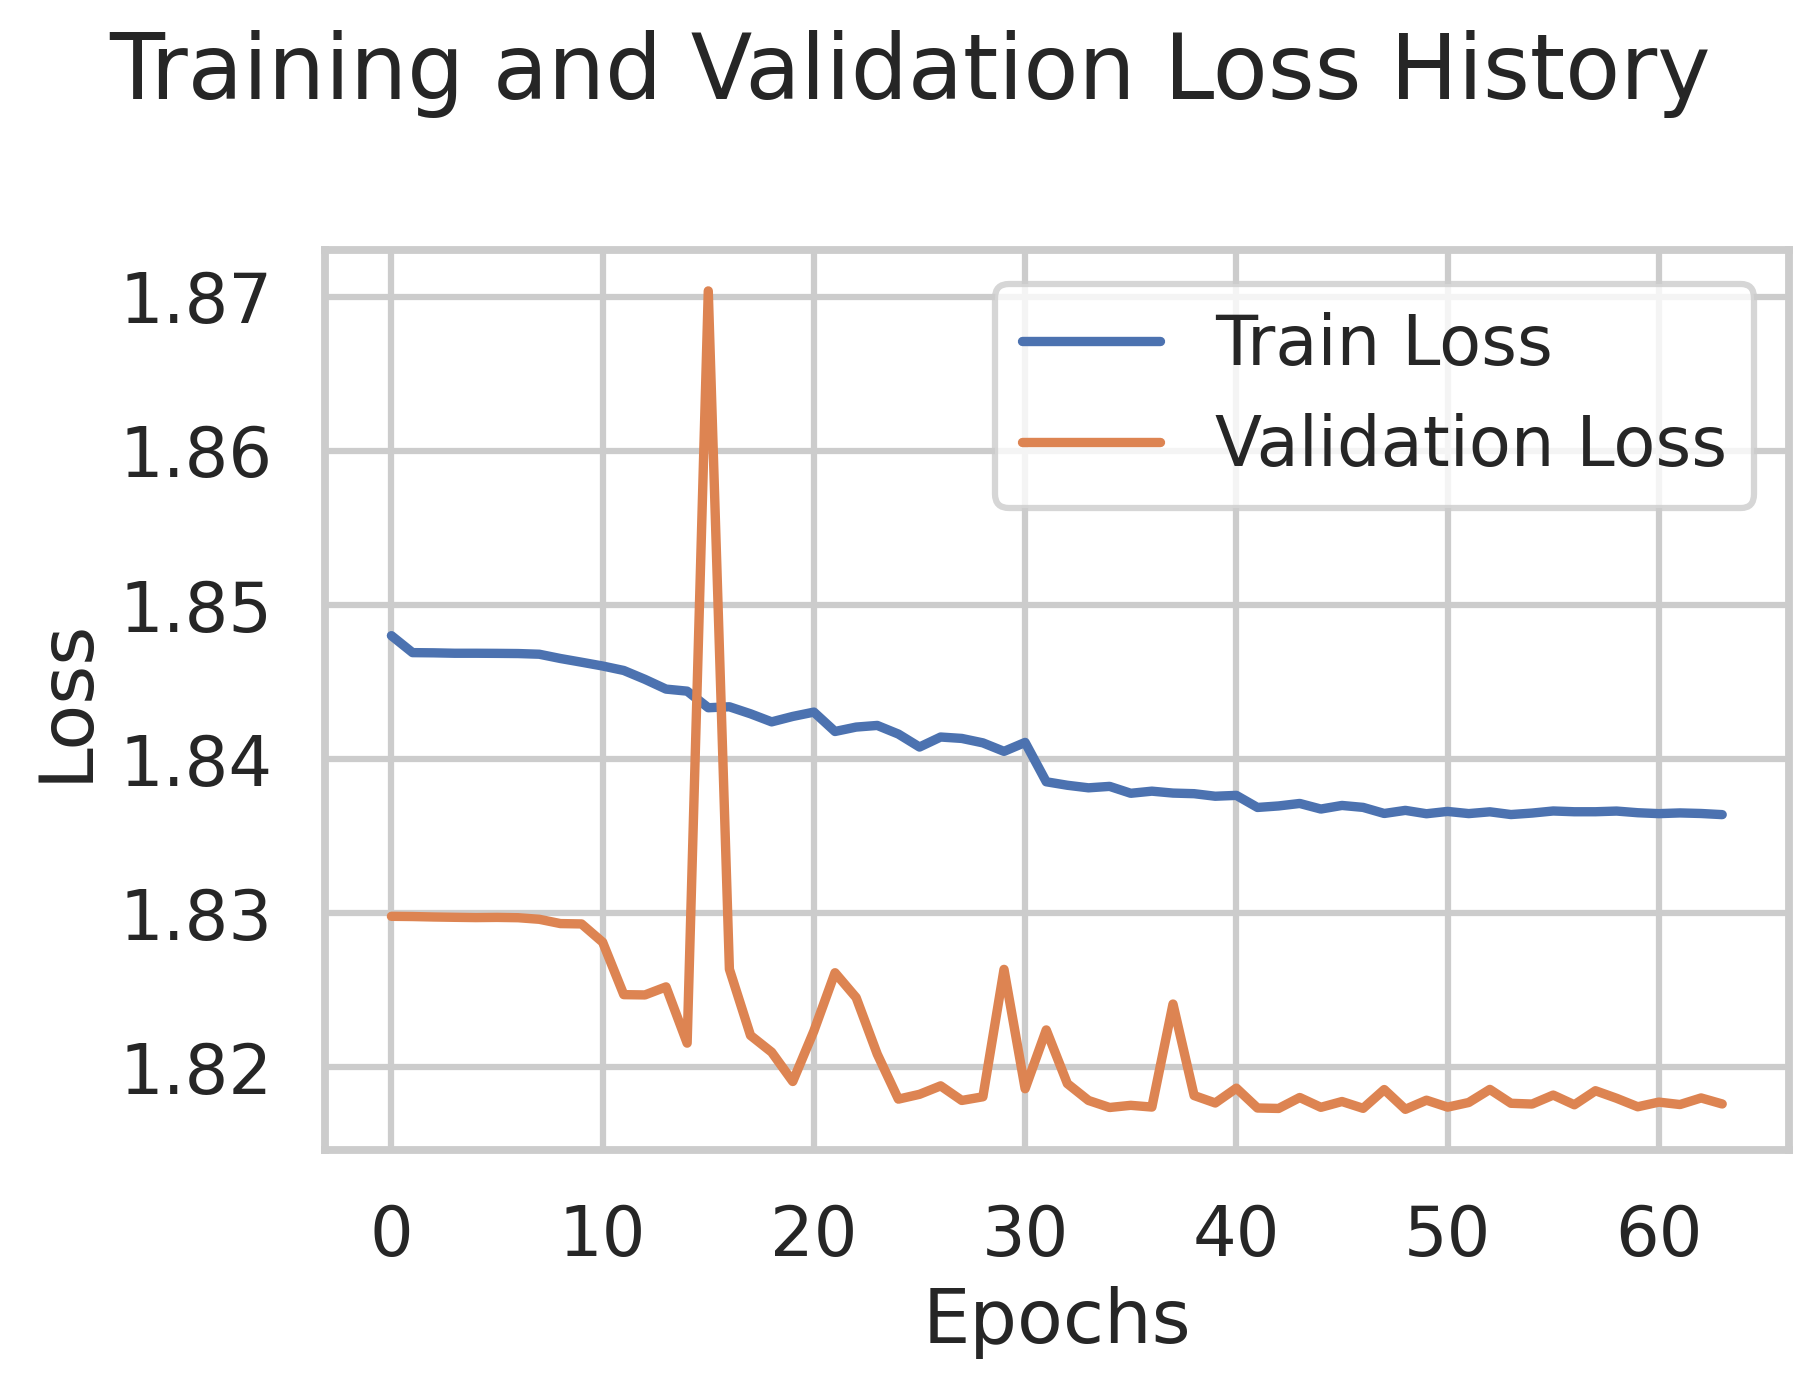 Training and Validation Loss History
1.87
1.86
1.85
1.84
1.83
1.82
Loss
Train Loss
Validation Loss
0 10 20 30 40 50 60
Epochs